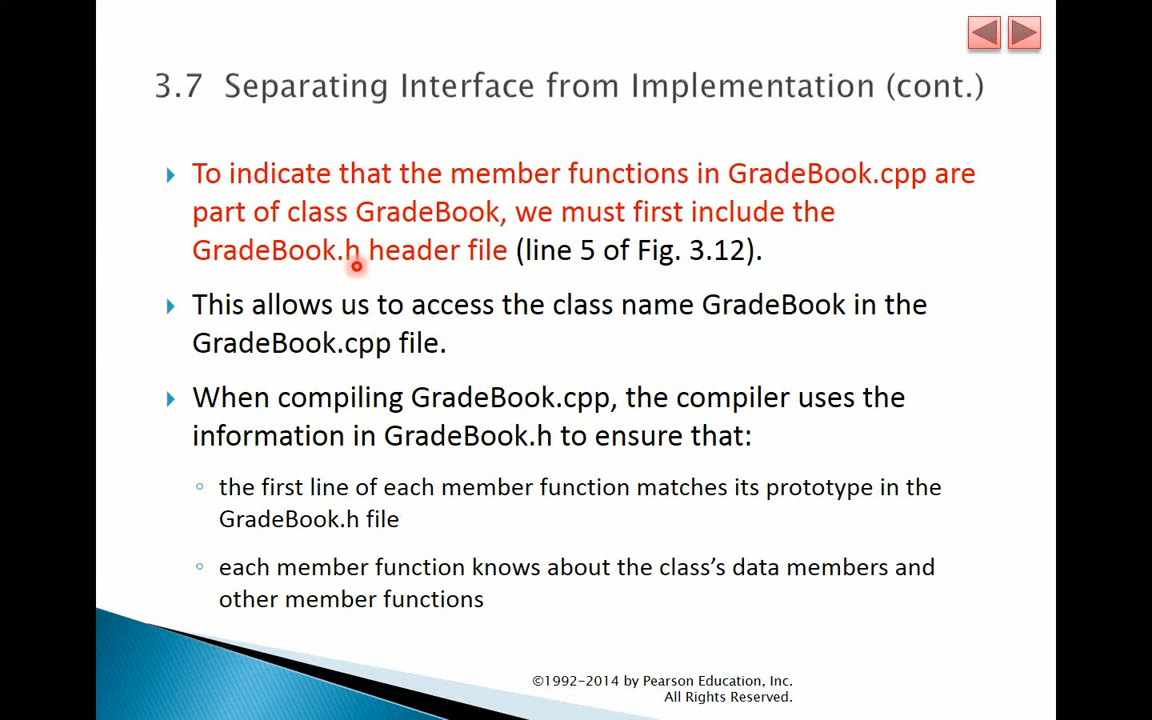 3.7 Separating Interface from Implementation (cont.)
To indicate that the member functions in GradeBook.cpp are
part of class GradeBook, we must first include the
GradeBook.h header file (line 5 of Fig. 3.12).
This allows us to access the class name GradeBook in the
GradeBook.cpp file.
When compiling GradeBook.cpp, the compiler uses the
information in GradeBook.h to ensure that:
the first line of each member function matches its prototype in the
GradeBook.h file
each member function knows about the class’s data members and
other member functions
©1992-2014 by Pearson Education, Inc.
All Rights Reserved.